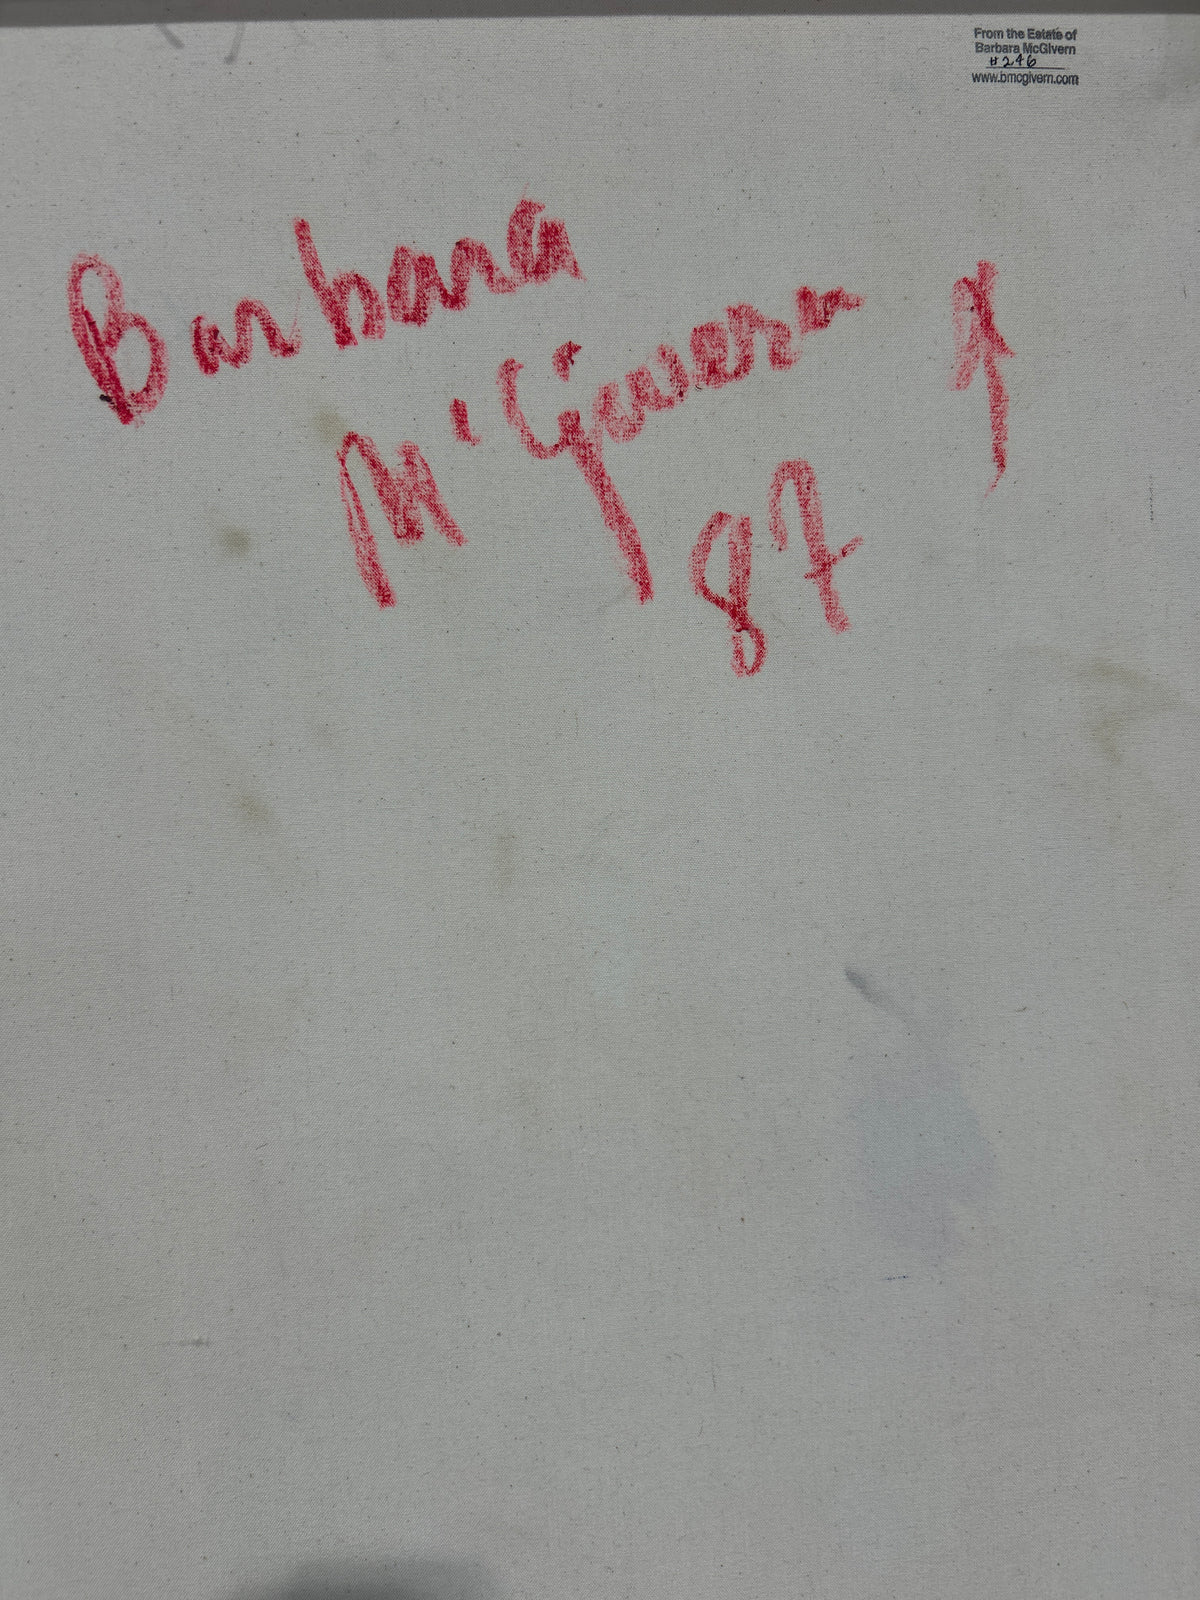 From the Estate of
Barbara McGivern
#246
www.bmcgivern.com
Barbara
McGivern
87